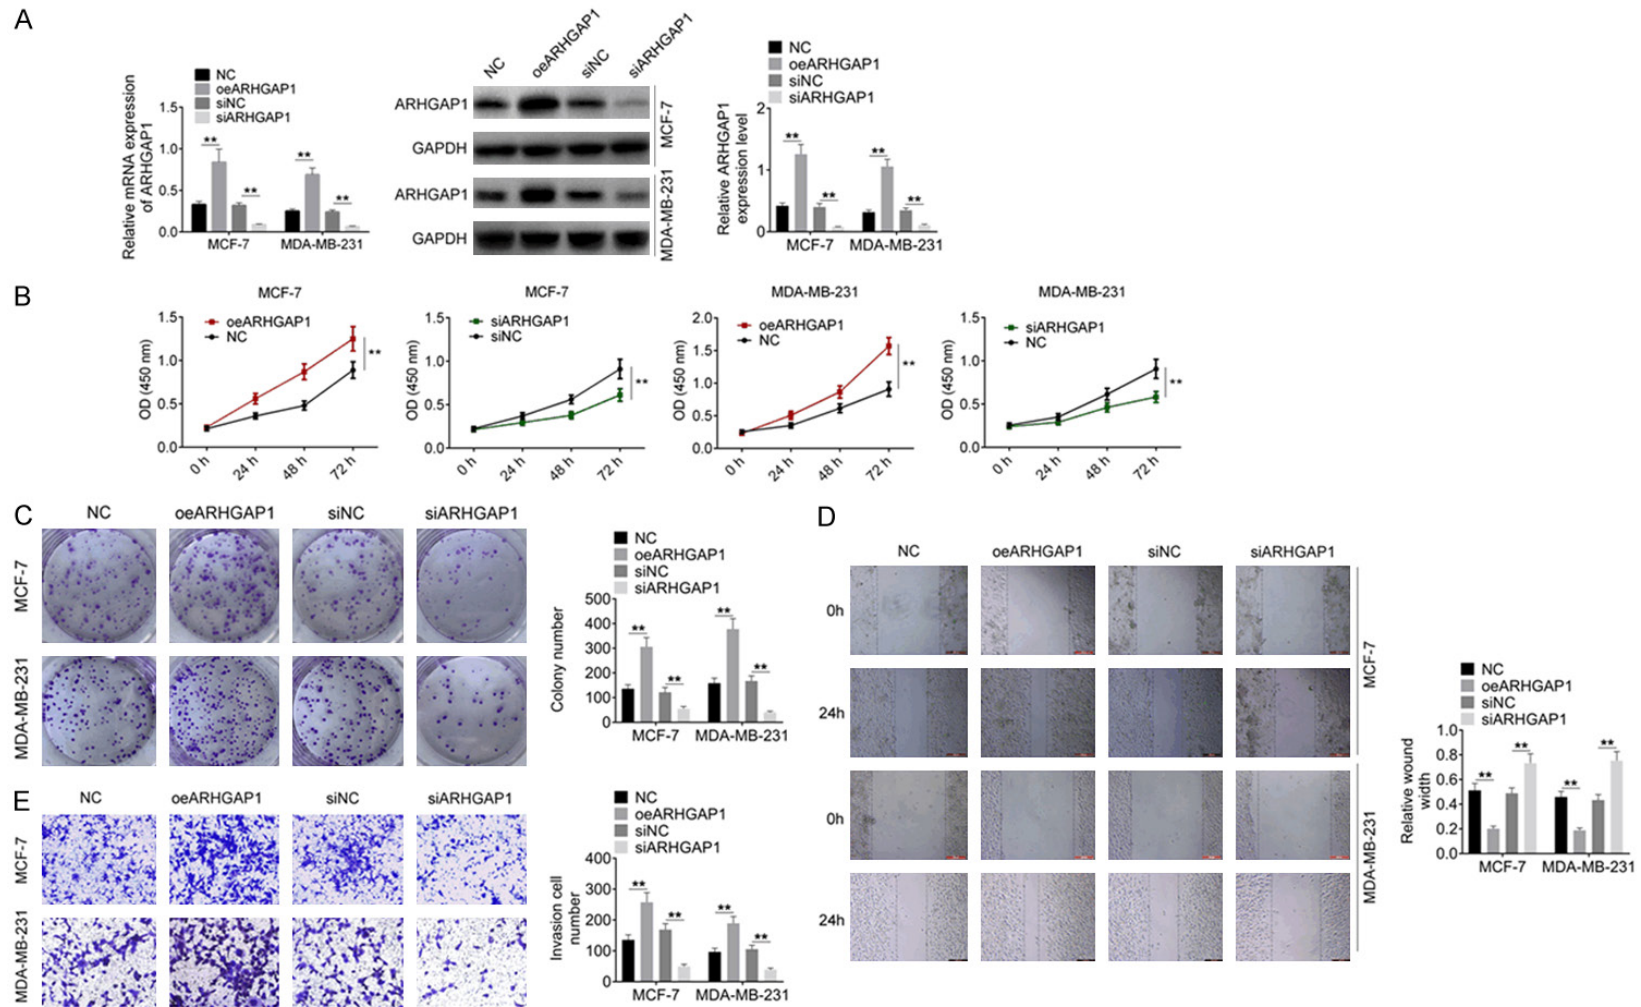 A
NC
oeARHGAP1
siNC
siARHGAP1
Relative mRNA expression
of ARHGAP1
1.5
1.0
0.5
0.0
MCF-7 MDA-MB-231
NC oeARHGAP1 siNC siARHGAP1
ARHGAP1
GAPDH
MCF-7
ARHGAP1
GAPDH
MDA-MB-231
NC
oeARHGAP1
siNC
siARHGAP1
Relative ARHGAP1
expression level
2
1
0
** ** ** **
** ** ** **
MCF-7 MDA-MB-231
B
MCF-7
oeARHGAP1
NC
OD (450 nm)
1.5
1.0
0.5
0.0
**
0 h 24 h 48 h 72 h
MCF-7
siARHGAP1
siNC
OD (450 nm)
1.5
1.0
0.5
0.0
**
0 h 24 h 48 h 72 h
MDA-MB-231
oeARHGAP1
NC
OD (450 nm)
2.0
1.5
1.0
0.5
0.0
**
0 h 24 h 48 h 72 h
MDA-MB-231
siARHGAP1
NC
OD (450 nm)
1.5
1.0
0.5
0.0
**
0 h 24 h 48 h 72 h
C
NC oeARHGAP1 siNC siARHGAP1
MCF-7
MDA-MB-231
NC
oeARHGAP1
siNC
siARHGAP1
Colony number
500
400
300
200
100
0
** ** ** **
MCF-7 MDA-MB-231
D
NC oeARHGAP1 siNC siARHGAP1
0h
24h
MCF-7
0h
24h
MDA-MB-231
NC
oeARHGAP1
siNC
siARHGAP1
Relative wound
width
1.0
0.8
0.6
0.4
0.2
0.0
** ** ** **
MCF-7 MDA-MB-231
E
NC oeARHGAP1 siNC siARHGAP1
MCF-7
MDA-MB-231
NC
oeARHGAP1
siNC
siARHGAP1
Invasion cell
number
400
300
200
100
0
** ** ** **
MCF-7 MDA-MB-231